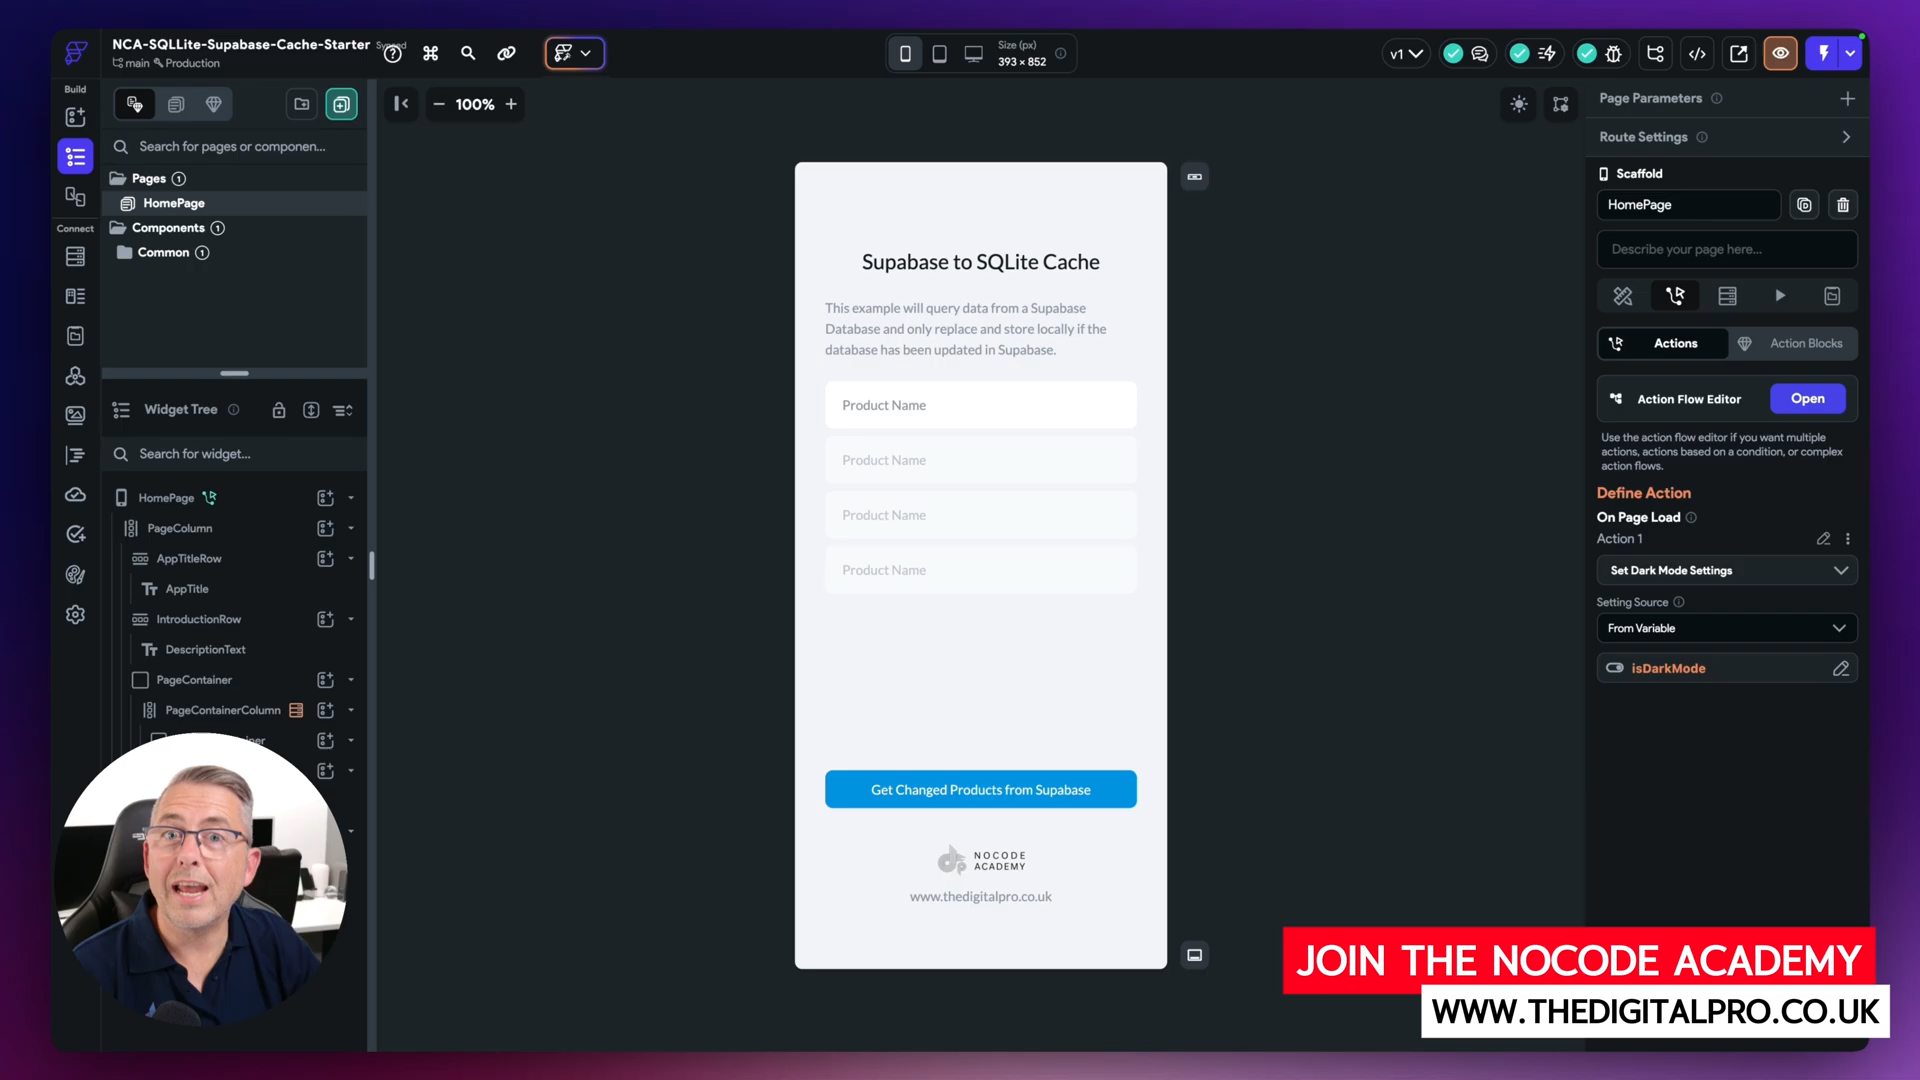 NCA-SQLLite-Supabase-Cache-Starter
Synced
main Production
Size (px)
393 × 852
v1
Build
Connect
100%
Search for pages or componen...
Pages 1
HomePage
Components 1
Common 1
Widget Tree
Search for widget...
HomePage
PageColumn
AppTitleRow
Tт AppTitle
IntroductionRow
Tт DescriptionText
PageContainer
PageContainerColumn
Supabase to SQLite Cache
This example will query data from a Supabase
Database and only replace and store locally if the
database has been updated in Supabase.
Product Name
Product Name
Product Name
Product Name
Get Changed Products from Supabase
NOCODE
ACADEMY
www.thedigitalpro.co.uk
Page Parameters
Route Settings
Scaffold
HomePage
Describe your page here...
Actions
Action Blocks
Action Flow Editor
Open
Use the action flow editor if you want multiple
actions, actions based on a condition, or complex
action flows.
Define Action
On Page Load
Action 1
Set Dark Mode Settings
Setting Source
From Variable
isDarkMode
JOIN THE NOCODE ACADEMY
WWW.THEDIGITALPRO.CO.UK